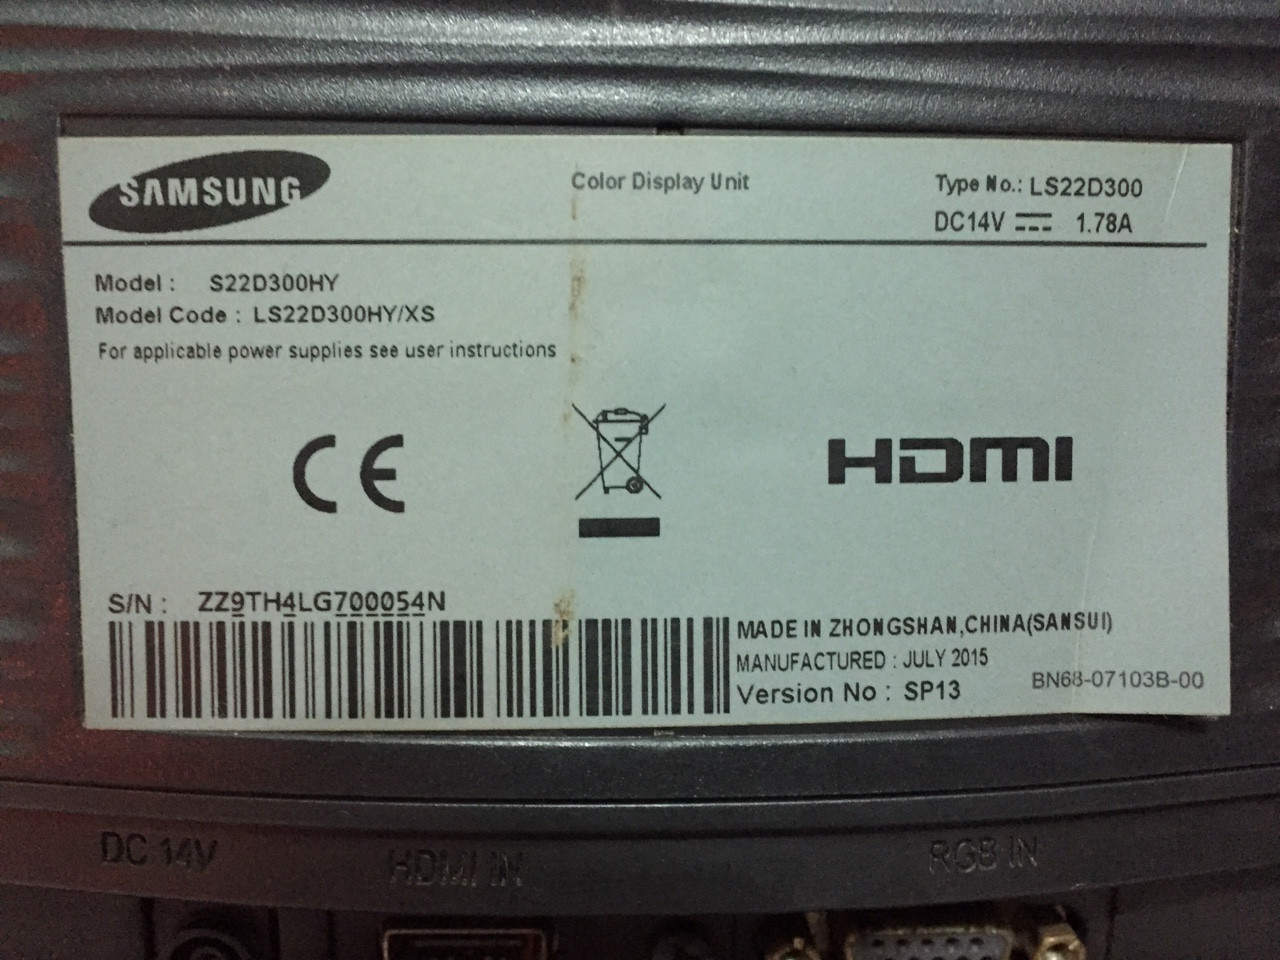 SAMSUNG
Color Display Unit
Type No.: LS22D300
DC14V 1.78A
Model : S22D300HY
Model Code : LS22D300HY/XS
For applicable power supplies see user instructions
CE
HDMI
S/N : ZZ9TH4LG700054N
MADE IN ZHONGSHAN,CHINA(SANSUI)
MANUFACTURED : JULY 2015
Version No : SP13
BN68-07103B-00
DC 14V
HDMI IN
RGB IN